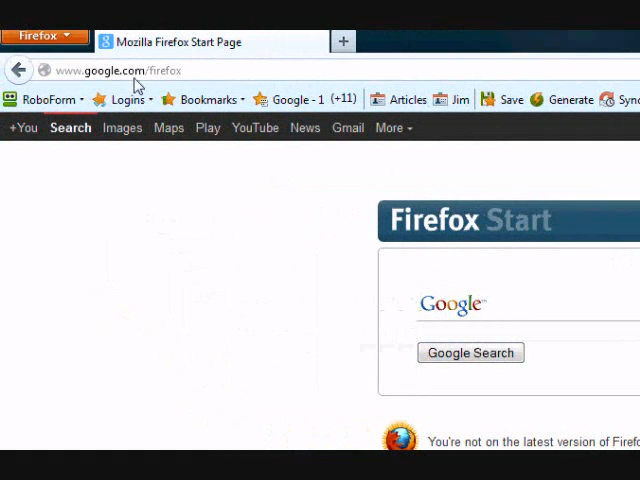 Firefox
Mozilla Firefox Start Page
www.google.com/firefox
RoboForm Logins Bookmarks Google - 1 (+11) Articles Jim Save Generate Sync
+You Search Images Maps Play YouTube News Gmail More
Firefox Start
Google™
Google Search
You're not on the latest version of Firefo